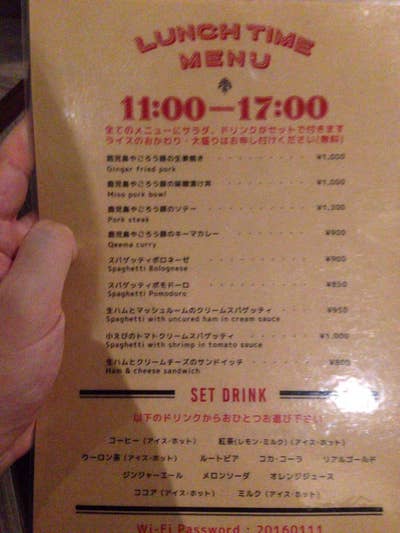 LUNCH TIME
MENU
11:00—17:00
全てのメニューにサラダ、ドリンクがセットで付きます
ライスのおかわり・大盛りはお申し付けください(無料)
鹿児島やごろう豚の生姜焼き ¥1,000
Ginger fried pork
鹿児島やごろう豚の味噌漬け丼 ¥1,000
Miso pork bowl
鹿児島やごろう豚のソテー ¥1,200
Pork steak
鹿児島やごろう豚のキーマカレー ¥900
Qeema curry
スパゲッティボロネーゼ ¥900
Spaghetti Bolognese
スパゲッティポモドーロ ¥850
Spaghetti Pomodoro
生ハムとマッシュルームのクリームスパゲッティ ¥950
Spaghetti with uncured ham in cream sauce
小えびのトマトクリームスパゲッティ ¥1,000
Spaghetti with shrimp in tomato sauce
生ハムとクリームチーズのサンドイッチ ¥800
Ham & cheese sandwich
SET DRINK
以下のドリンクからおひとつお選び下さい
コーヒー(アイス・ホット) 紅茶(レモン・ミルク)(アイス・ホット)
ウーロン茶(アイス・ホット) ルートビア コカ・コーラ リアルゴールド
ジンジャーエール メロンソーダ オレンジジュース
ココア(アイス・ホット) ミルク(アイス・ホット)
Wi-Fi Password : 20160111